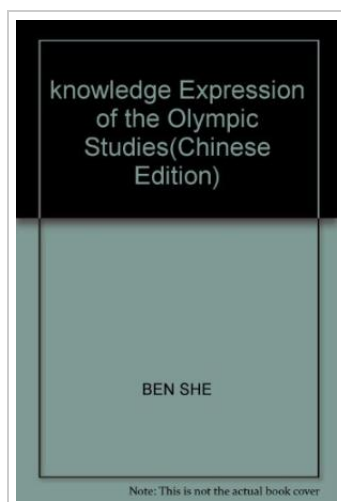 knowledge Expression
of the Olympic
Studies(Chinese
Edition)
BEN SHE
Note: This is not the actual book cover